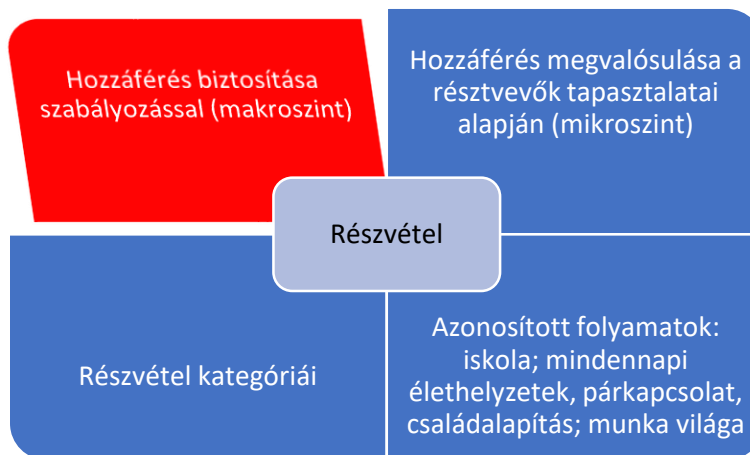 Hozzáférés biztosítása
szabályozással (makroszint)
Hozzáférés megvalósulása a
résztvevők tapasztalatai
alapján (mikroszint)
Részvétel
Részvétel kategóriái
Azonosított folyamatok:
iskola; mindennapi
élethelyzetek, párkapcsolat,
családalapítás; munka világa